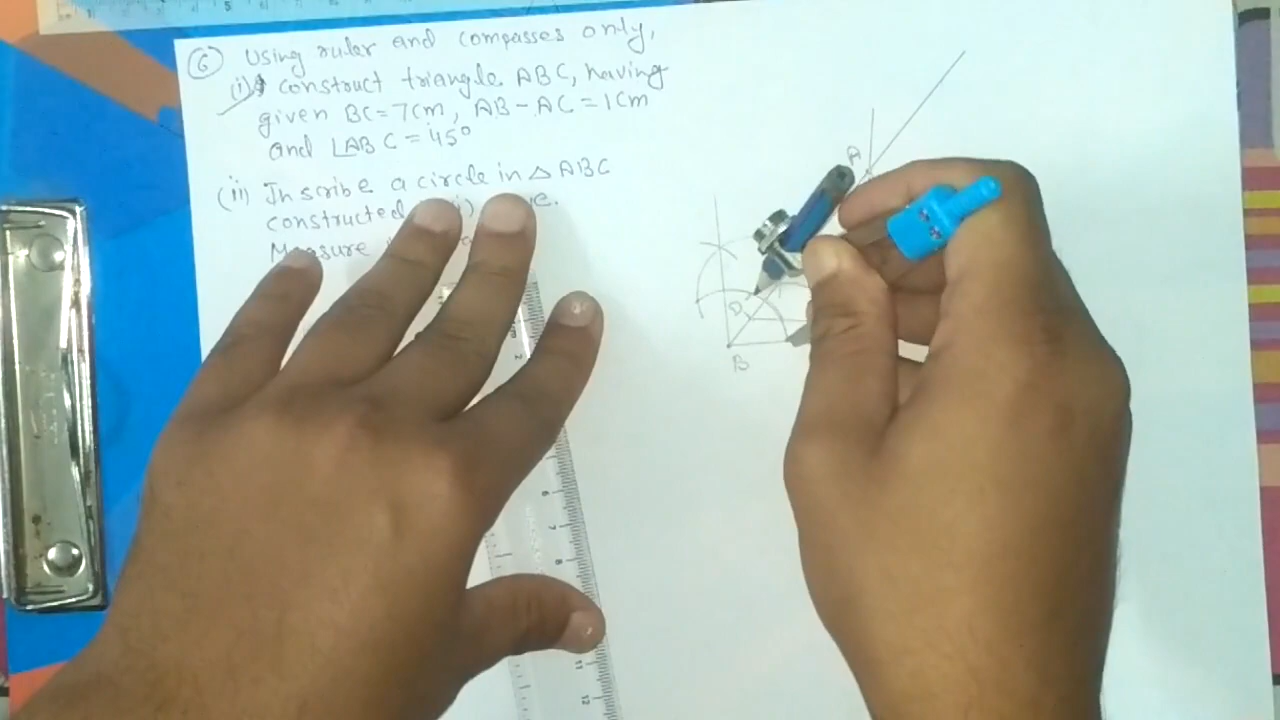 6 Using ruler and compasses only,
(i) construct triangle ABC, having
given BC = 7cm, AB - AC = 1cm
and ∠ABC = 45°
(ii) Inscribe a circle in △ ABC
constructed
Measure
A
D
B